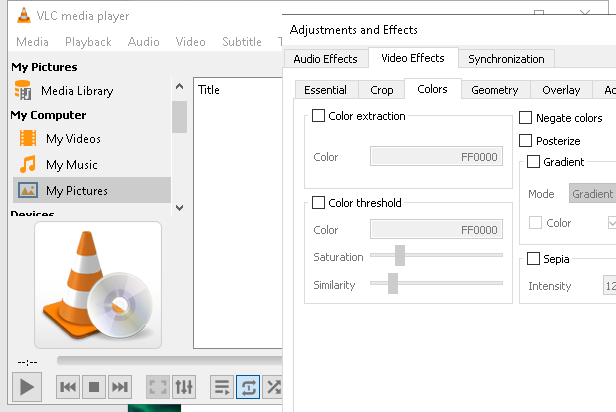 VLC media player
Media Playback Audio Video Subtitle
My Pictures
Media Library
My Computer
My Videos
My Music
My Pictures
Devices
Title
--:--
Adjustments and Effects
Audio Effects Video Effects Synchronization
Essential Crop Colors Geometry Overlay
Color extraction
Color FF0000
Color threshold
Color FF0000
Saturation
Similarity
Negate colors
Posterize
Gradient
Mode Gradient
Color
Sepia
Intensity 12